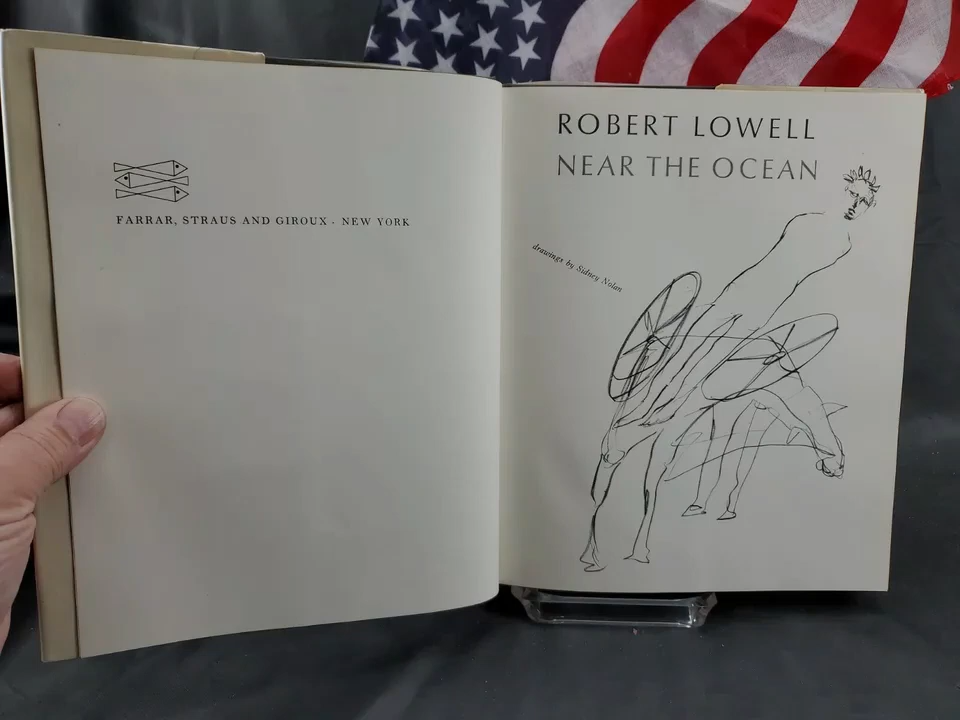 FARRAR, STRAUS AND GIROUX · NEW YORK
ROBERT LOWELL
NEAR THE OCEAN
drawings by Sidney Nolan